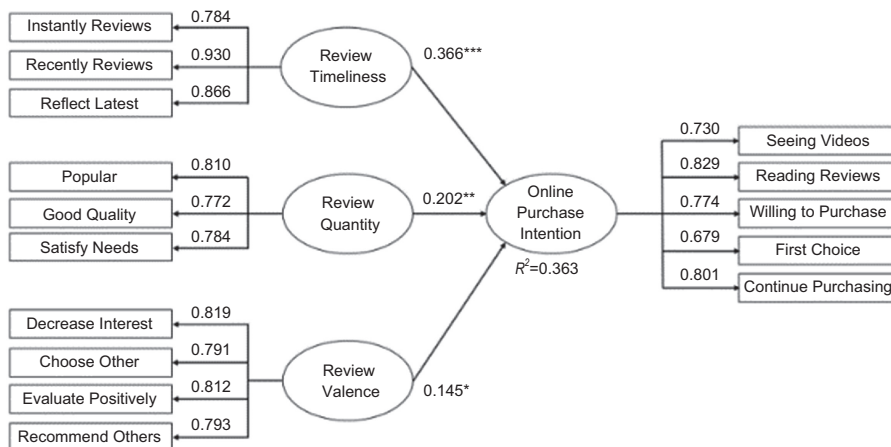 Instantly Reviews
0.784
Recently Reviews
0.930
Reflect Latest
0.866
Review
Timeliness
0.366***
Popular
0.810
Good Quality
0.772
Satisfy Needs
0.784
Review
Quantity
0.202**
Decrease Interest
0.819
Choose Other
0.791
Evaluate Positively
0.812
Recommend Others
0.793
Review
Valence
0.145*
Online
Purchase
Intention
R²=0.363
0.730
Seeing Videos
0.829
Reading Reviews
0.774
Willing to Purchase
0.679
First Choice
0.801
Continue Purchasing